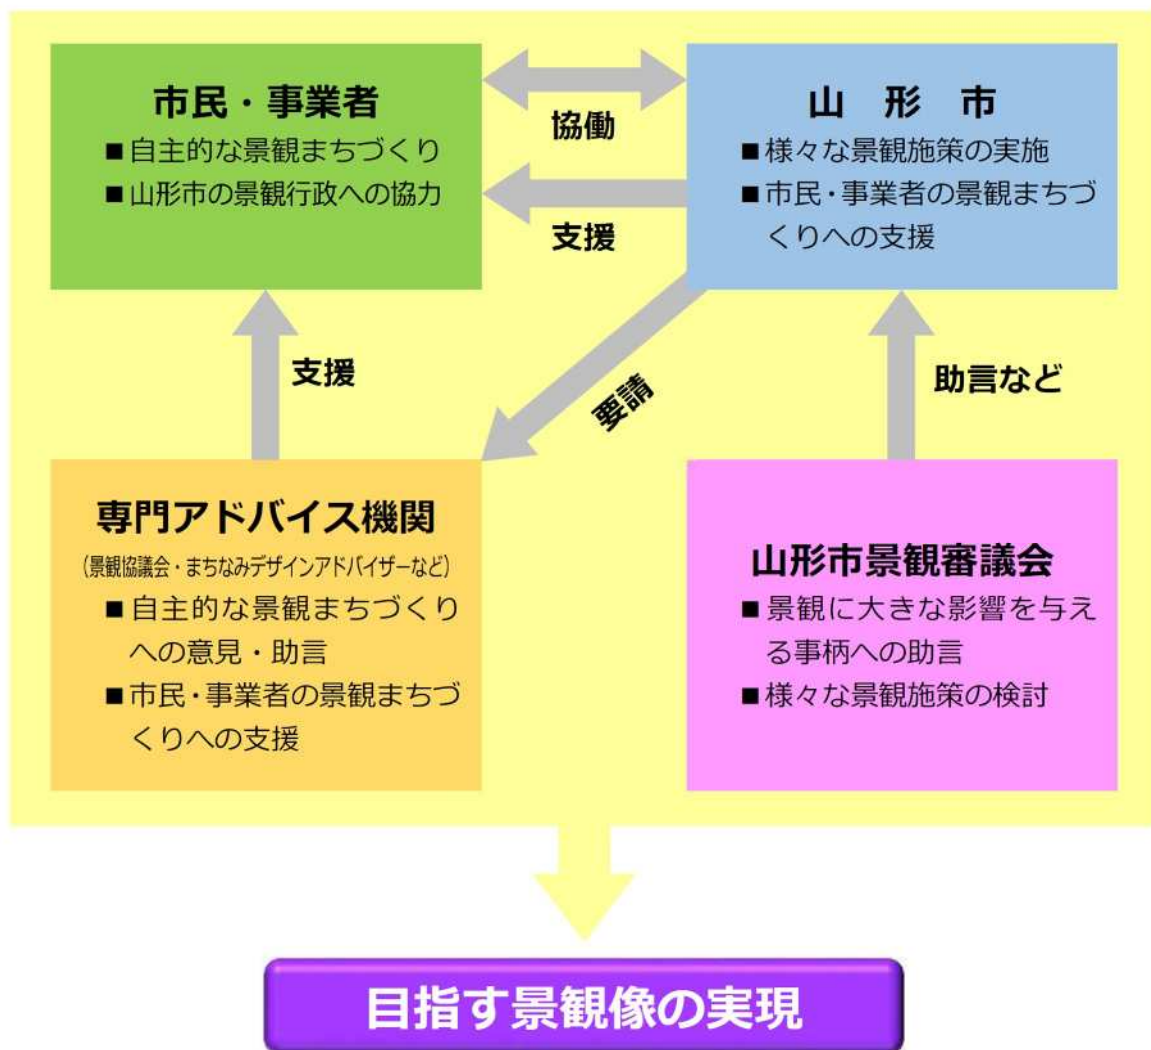 市民・事業者
■自主的な景観まちづくり
■山形市の景観行政への協力
協働
支援
山 形 市
■様々な景観施策の実施
■市民・事業者の景観まちづ
くりへの支援
支援
要請
助言など
専門アドバイス機関
(景観協議会・まちなみデザインアドバイザーなど)
■自主的な景観まちづくり
への意見・助言
■市民・事業者の景観まちづ
くりへの支援
山形市景観審議会
■景観に大きな影響を与え
る事柄への助言
■様々な景観施策の検討
目指す景観像の実現